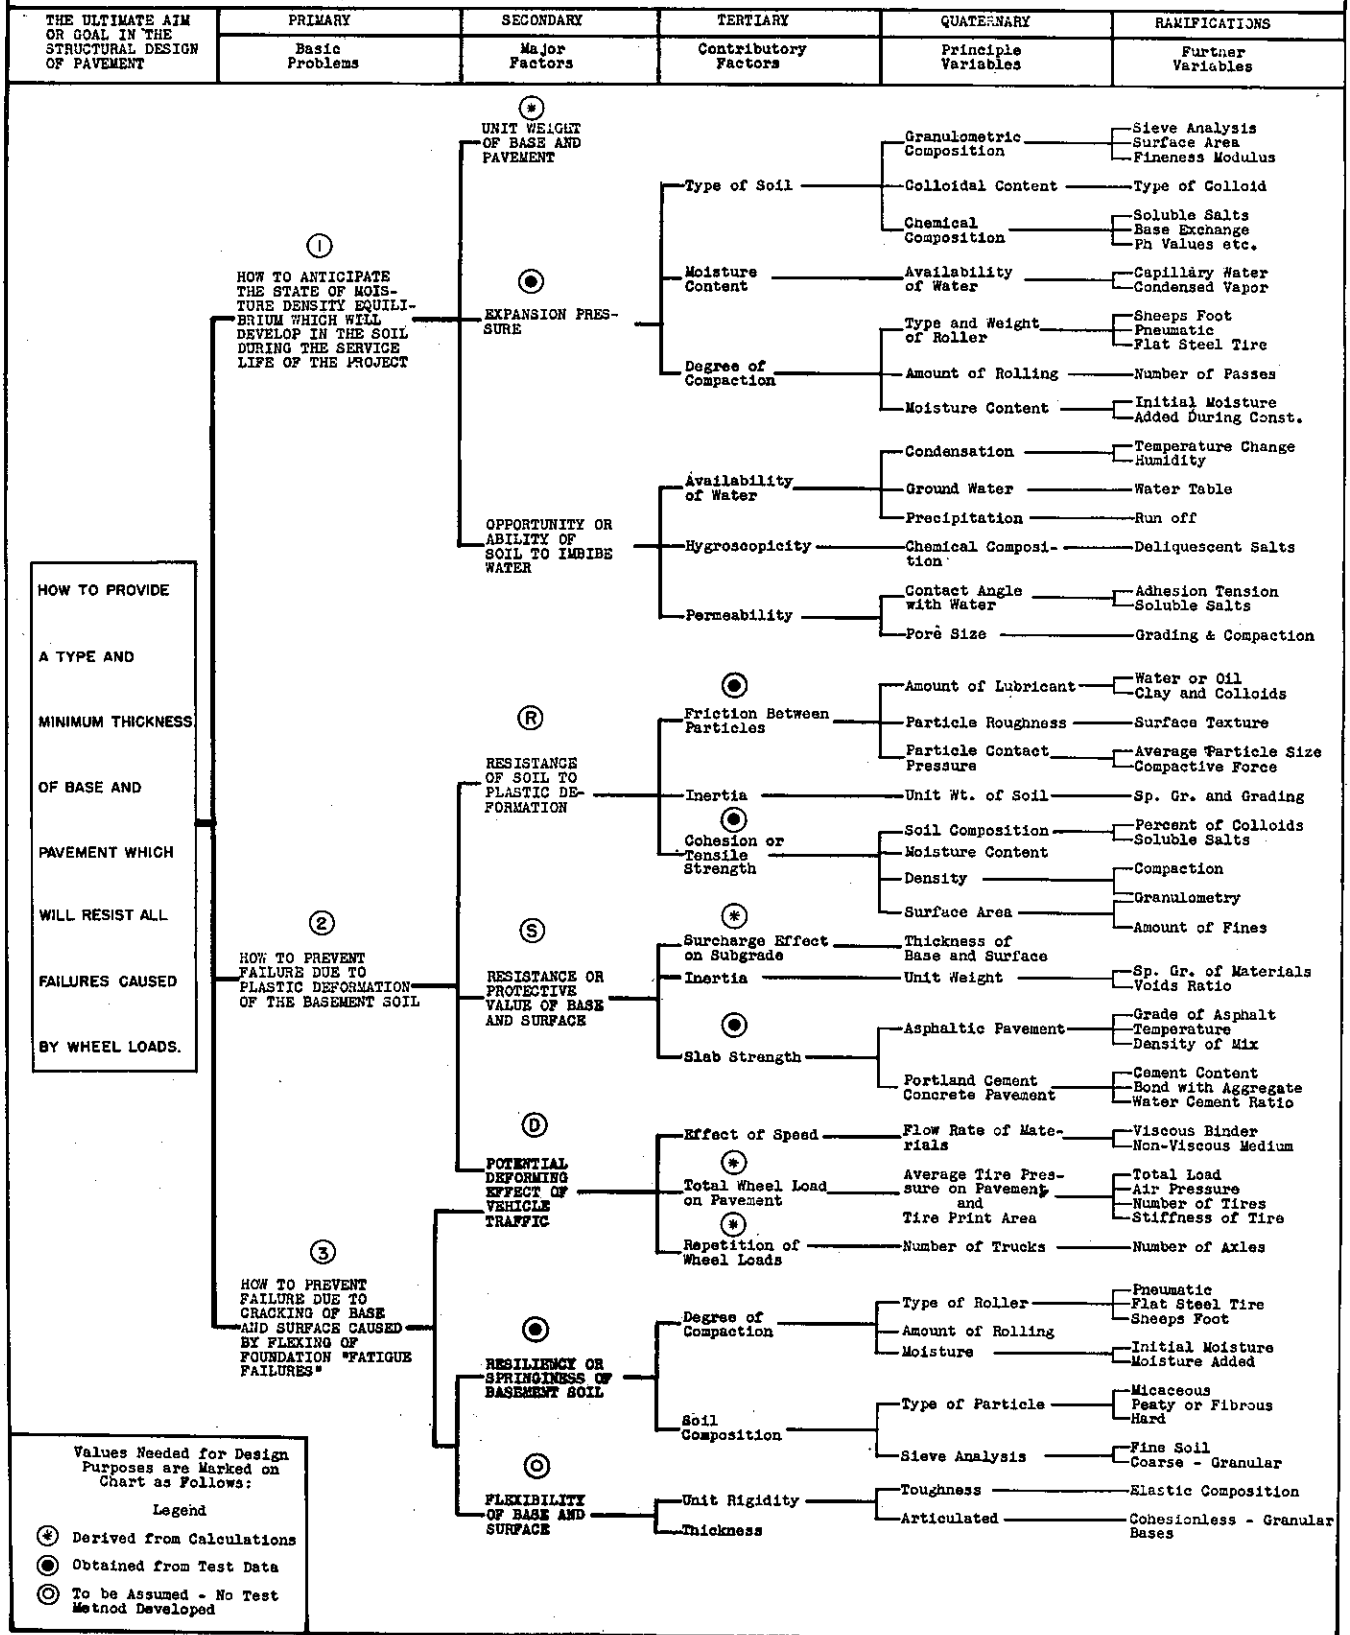 THE ULTIMATE AIM
OR GOAL IN THE
STRUCTURAL DESIGN
OF PAVEMENT
PRIMARY
SECONDARY
TERTIARY
QUATERNARY
RAMIFICATIONS
Basic
Problems
Major
Factors
Contributory
Factors
Principle
Variables
Further
Variables
HOW TO PROVIDE
A TYPE AND
MINIMUM THICKNESS
OF BASE AND
PAVEMENT WHICH
WILL RESIST ALL
FAILURES CAUSED
BY WHEEL LOADS.
1
HOW TO ANTICIPATE
THE STATE OF MOIS-
TURE DENSITY EQUILI-
BRIUM WHICH WILL
DEVELOP IN THE SOIL
DURING THE SERVICE
LIFE OF THE PROJECT
*
UNIT WEIGHT
OF BASE AND
PAVEMENT
EXPANSION PRES-
SURE
Type of Soil
Granulometric
Composition
Sieve Analysis
Surface Area
Fineness Modulus
Colloidal Content
Type of Colloid
Chemical
Composition
Soluble Salts
Base Exchange
Ph Values etc.
Moisture
Content
Availability
of Water
Capillary Water
Condensed Vapor
Degree of
Compaction
Type and Weight
of Roller
Sheeps Foot
Pneumatic
Flat Steel Tire
Amount of Rolling
Number of Passes
Moisture Content
Initial Moisture
Added During Const.
OPPORTUNITY OR
ABILITY OF
SOIL TO IMBIBE
WATER
Availability
of Water
Condensation
Temperature Change
Humidity
Ground Water
Water Table
Precipitation
Run off
Hygroscopicity
Chemical Composi-
tion
Deliquescent Salts
Permeability
Contact Angle
with Water
Adhesion Tension
Soluble Salts
Pore Size
Grading & Compaction
2
HOW TO PREVENT
FAILURE DUE TO
PLASTIC DEFORMATION
OF THE BASEMENT SOIL
R
RESISTANCE
OF SOIL TO
PLASTIC DE-
FORMATION
Friction Between
Particles
Amount of Lubricant
Water or Oil
Clay and Colloids
Particle Roughness
Surface Texture
Particle Contact
Pressure
Average Particle Size
Compactive Force
Inertia
Unit Wt. of Soil
Sp. Gr. and Grading
Cohesion or
Tensile
Strength
Soil Composition
Percent of Colloids
Soluble Salts
Moisture Content
Density
Compaction
Granulometry
Surface Area
Amount of Fines
S
RESISTANCE OR
PROTECTIVE
VALUE OF BASE
AND SURFACE
*
Surcharge Effect
on Subgrade
Thickness of
Base and Surface
Inertia
Unit Weight
Sp. Gr. of Materials
Voids Ratio
Slab Strength
Asphaltic Pavement
Grade of Asphalt
Temperature
Density of Mix
Portland Cement
Concrete Pavement
Cement Content
Bond with Aggregate
Water Cement Ratio
D
POTENTIAL
DEFORMING
EFFECT OF
VEHICLE
TRAFFIC
Effect of Speed
Flow Rate of Mate-
rials
Viscous Binder
Non-Viscous Medium
*
Total Wheel Load
on Pavement
Average Tire Pres-
sure on Pavement
and
Tire Print Area
Total Load
Air Pressure
Number of Tires
Stiffness of Tire
*
Repetition of
Wheel Loads
Number of Trucks
Number of Axles
3
HOW TO PREVENT
FAILURE DUE TO
CRACKING OF BASE
AND SURFACE CAUSED
BY FLEXING OF
FOUNDATION "FATIGUE
FAILURES"
RESILIENCY OR
SPRINGINESS OF
BASEMENT SOIL
Degree of
Compaction
Type of Roller
Pneumatic
Flat Steel Tire
Sheeps Foot
Amount of Rolling
Moisture
Initial Moisture
Moisture Added
Soil
Composition
Type of Particle
Micaceous
Peaty or Fibrous
Hard
Sieve Analysis
Fine Soil
Coarse - Granular
FLEXIBILITY
OF BASE AND
SURFACE
Unit Rigidity
Toughness
Elastic Composition
Articulated
Cohesionless - Granular
Bases
Thickness
Values Needed for Design
Purposes are Marked on
Chart as Follows:
Legend
* Derived from Calculations
Obtained from Test Data
To be Assumed - No Test
Metnod Developed